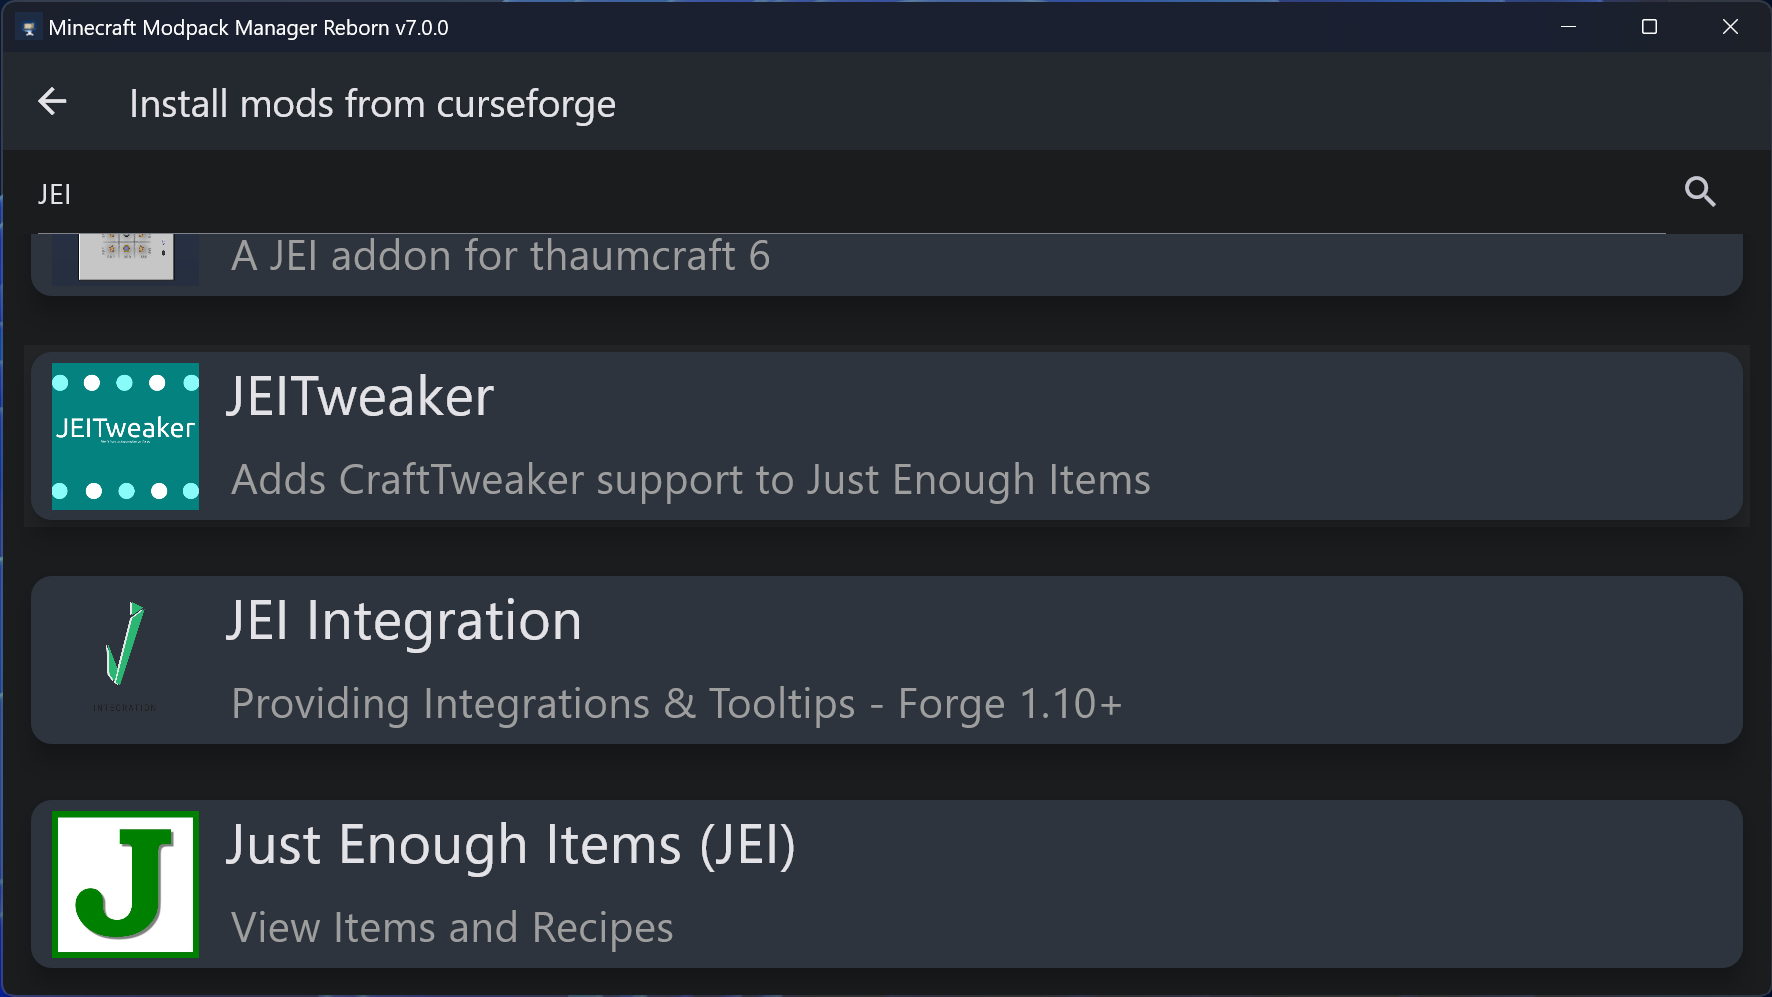 Minecraft Modpack Manager Reborn v7.0.0
Install mods from curseforge
JEI
A JEI addon for thaumcraft 6
JEITweaker
JEITweaker
Adds CraftTweaker support to Just Enough Items
JEI Integration
INTEGRATION
Providing Integrations & Tooltips - Forge 1.10+
Just Enough Items (JEI)
J
View Items and Recipes